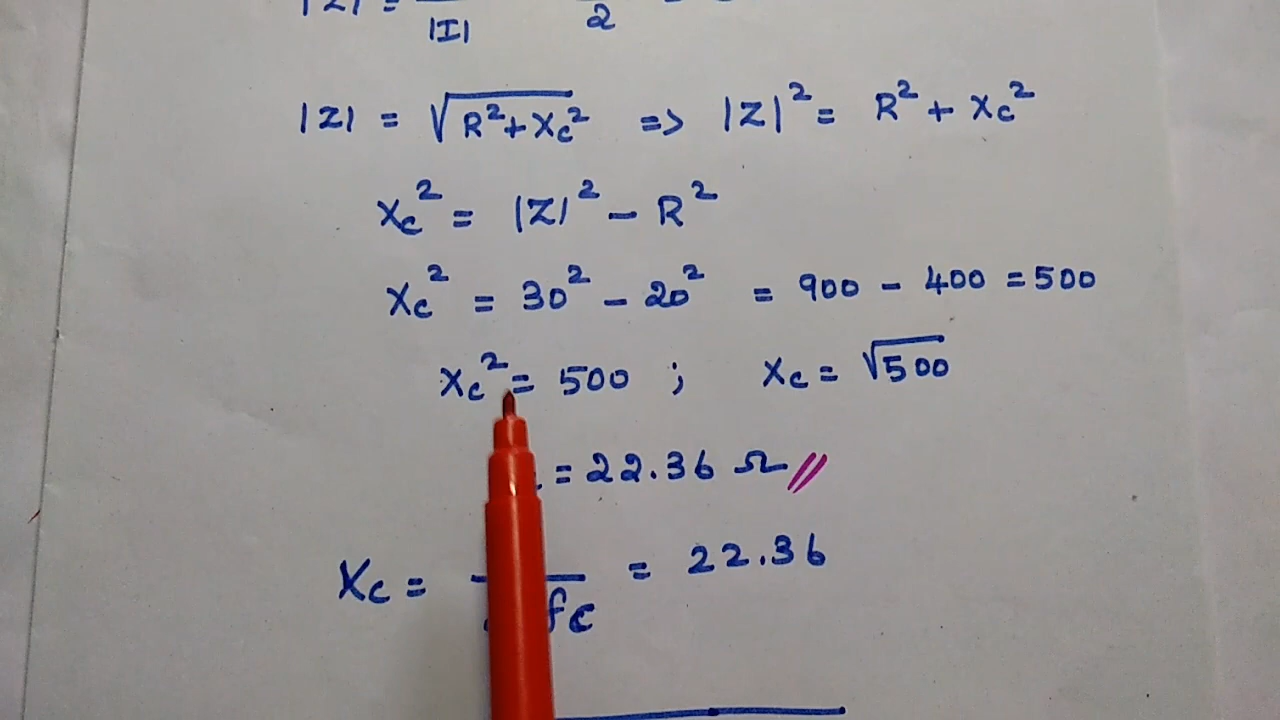 |I| 2
|Z| = √R²+Xc² => |Z|² = R² + Xc²
Xc² = |Z|² - R²
Xc² = 30² - 20² = 900 - 400 = 500
Xc² = 500 ; Xc = √500
= 22.36 Ω //
Xc = fc = 22.36